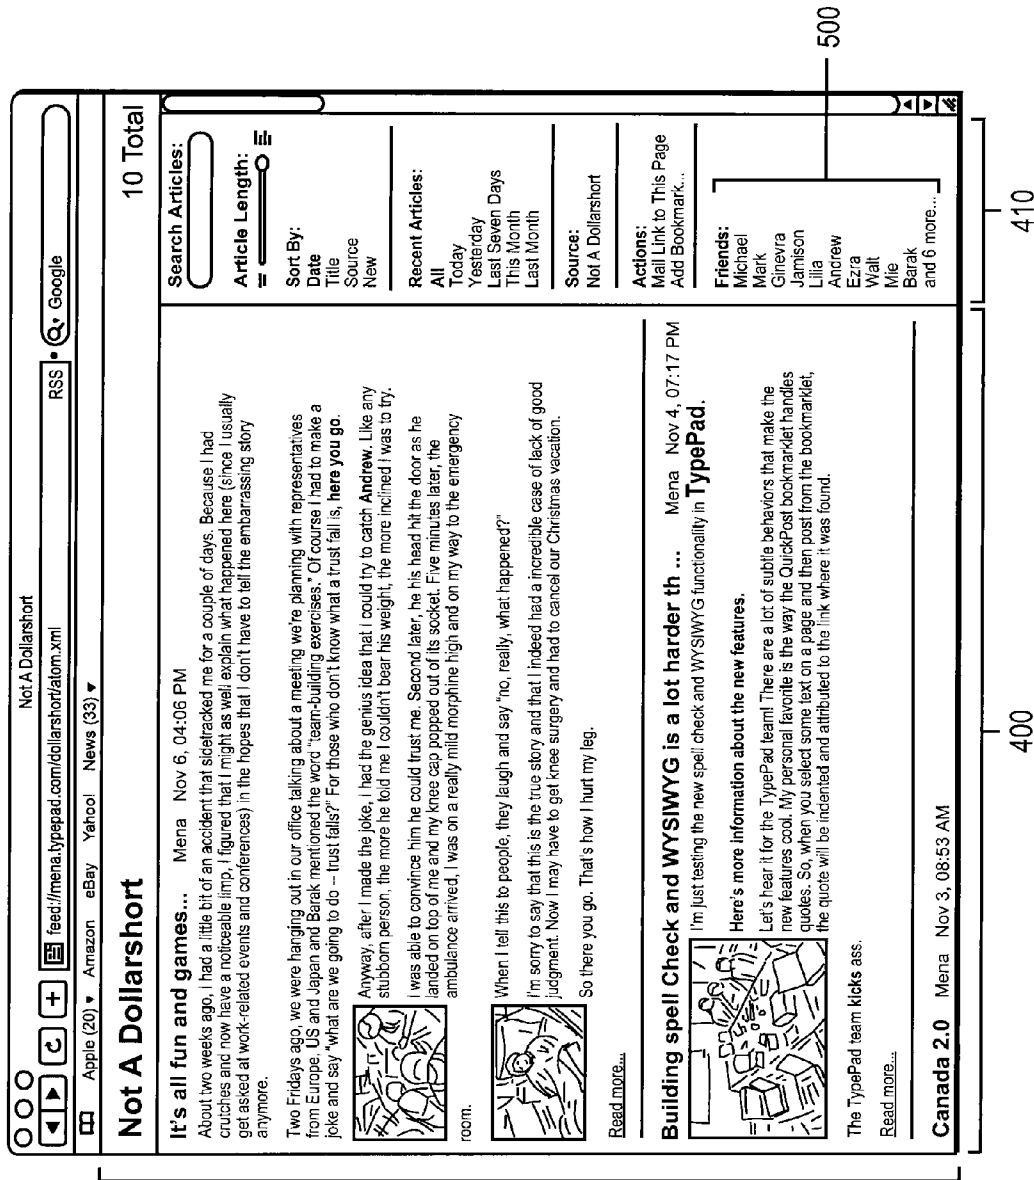 Not A Dollarshort
feed://mena.typepad.com/dollarshort/atom.xml
RSS
Google
Apple (20) Amazon eBay Yahoo! News (33)
Not A Dollarshort
10 Total
It's all fun and games... Mena Nov 6, 04:06 PM
About two weeks ago, I had a little bit of an accident that sidetracked me for a couple of days. Because I had
crutches and now have a noticeable limp, I figured that I might as well explain what happened here (since I usually
get asked at work-related events and conferences) in the hopes that I don't have to tell the embarrassing story
anymore.
Two Fridays ago, we were hanging out in our office talking about a meeting we're planning with representatives
from Europe, US and Japan and Barak mentioned the word "team-building exercises." Of course I had to make a
joke and say "what are we going to do – trust falls?" For those who don't know what a trust fall is, here you go.
Anyway, after I made the joke, I had the genius idea that I could try to catch Andrew. Like any
stubborn person, the more he told me I couldn't bear his weight, the more inclined I was to try.
I was able to convince him he could trust me. Second later, he his head hit the door as he
landed on top of me and my knee cap popped out of its socket. Five minutes later, the
ambulance arrived, I was on a really mild morphine high and on my way to the emergency
room.
When I tell this to people, they laugh and say "no, really, what happened?"
I'm sorry to say that this is the true story and that I indeed had a incredible case of lack of good
judgment. Now I may have to get knee surgery and had to cancel our Christmas vacation.
So there you go. That's how I hurt my leg.
Read more...
Building spell Check and WYSIWYG is a lot harder th ... Mena Nov 4, 07:17 PM
I'm just testing the new spell check and WYSIWYG functionality in TypePad.
Here's more information about the new features.
Let's hear it for the TypePad team! There are a lot of subtle behaviors that make the
new features cool. My personal favorite is the way the QuickPost bookmarklet handles
quotes. So, when you select some text on a page and then post from the bookmarklet,
the quote will be indented and attributed to the link where it was found.
The TypePad team kicks ass.
Read more...
Canada 2.0 Mena Nov 3, 08:53 AM
Search Articles:
Article Length:
Sort By:
Date
Title
Source
New
Recent Articles:
All
Today
Yesterday
Last Seven Days
This Month
Last Month
Source:
Not A Dollarshort
Actions:
Mail Link to This Page
Add Bookmark...
Friends:
Michael
Mark
Ginevra
Jamison
Lilia
Andrew
Ezra
Walt
Mie
Barak
and 6 more....
500
400
410